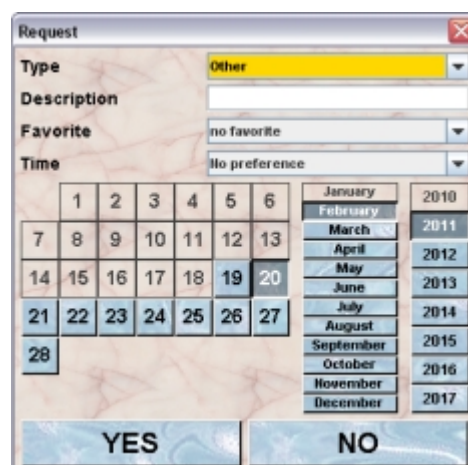 Request
Type Other
Description
Favorite no favorite
Time No preference
1 2 3 4 5 6
7 8 9 10 11 12 13
14 15 16 17 18 19 20
21 22 23 24 25 26 27
28
January
February
March
April
May
June
July
August
September
October
November
December
2010
2011
2012
2013
2014
2015
2016
2017
YES NO